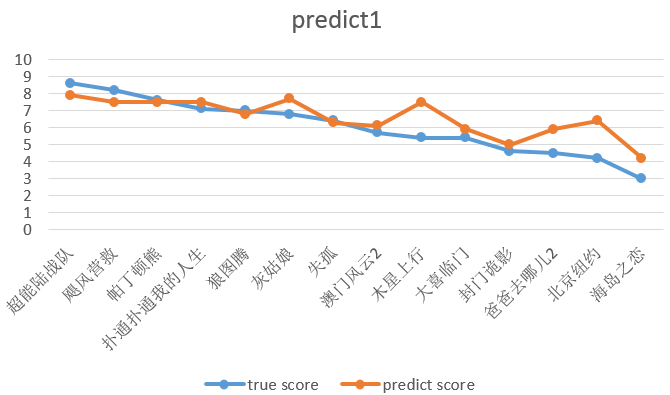 predict1
10
9
8
7
6
5
4
3
2
1
0
超能陆战队
飓风营救
帕丁顿熊
扑通扑通我的人生
狼图腾
灰姑娘
失孤
澳门风云2
木星上行
大喜临门
封门诡影
爸爸去哪儿2
北京纽约
海岛之恋
true score
predict score